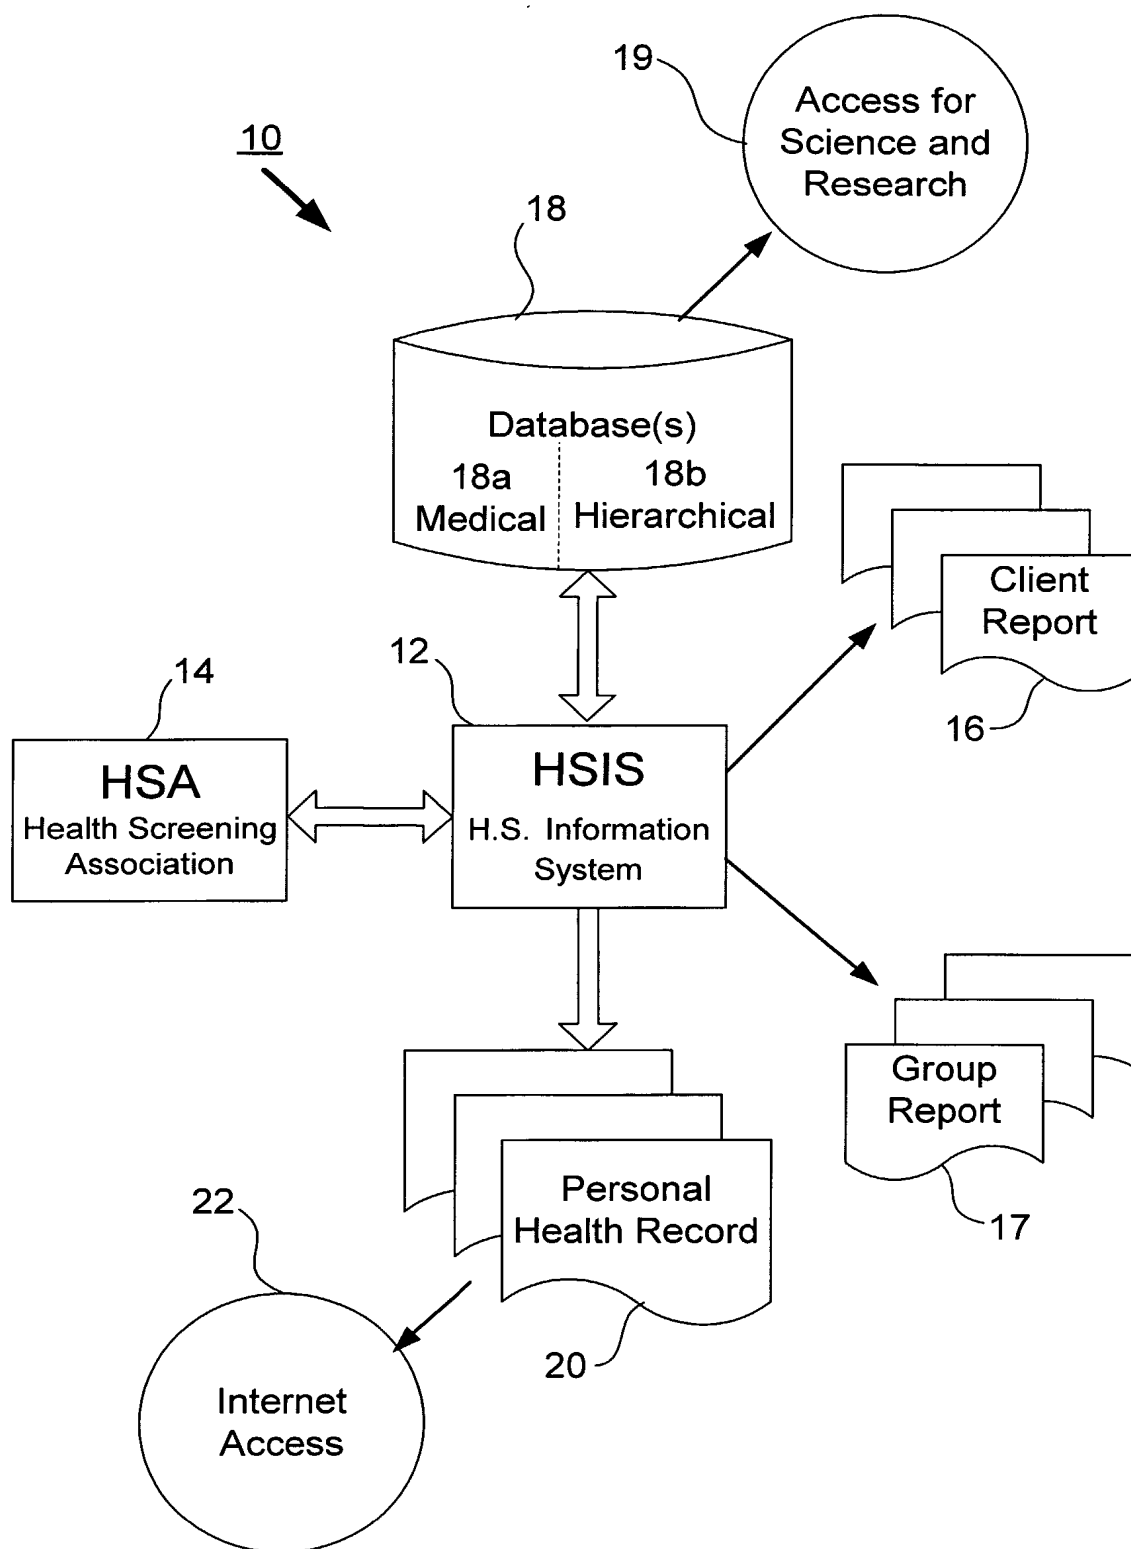 19
Access for
Science and
Research
10
18
Database(s)
18a
Medical
18b
Hierarchical
Client
Report
16
14
HSA
Health Screening
Association
12
HSIS
H.S. Information
System
Group
Report
17
Personal
Health Record
20
22
Internet
Access